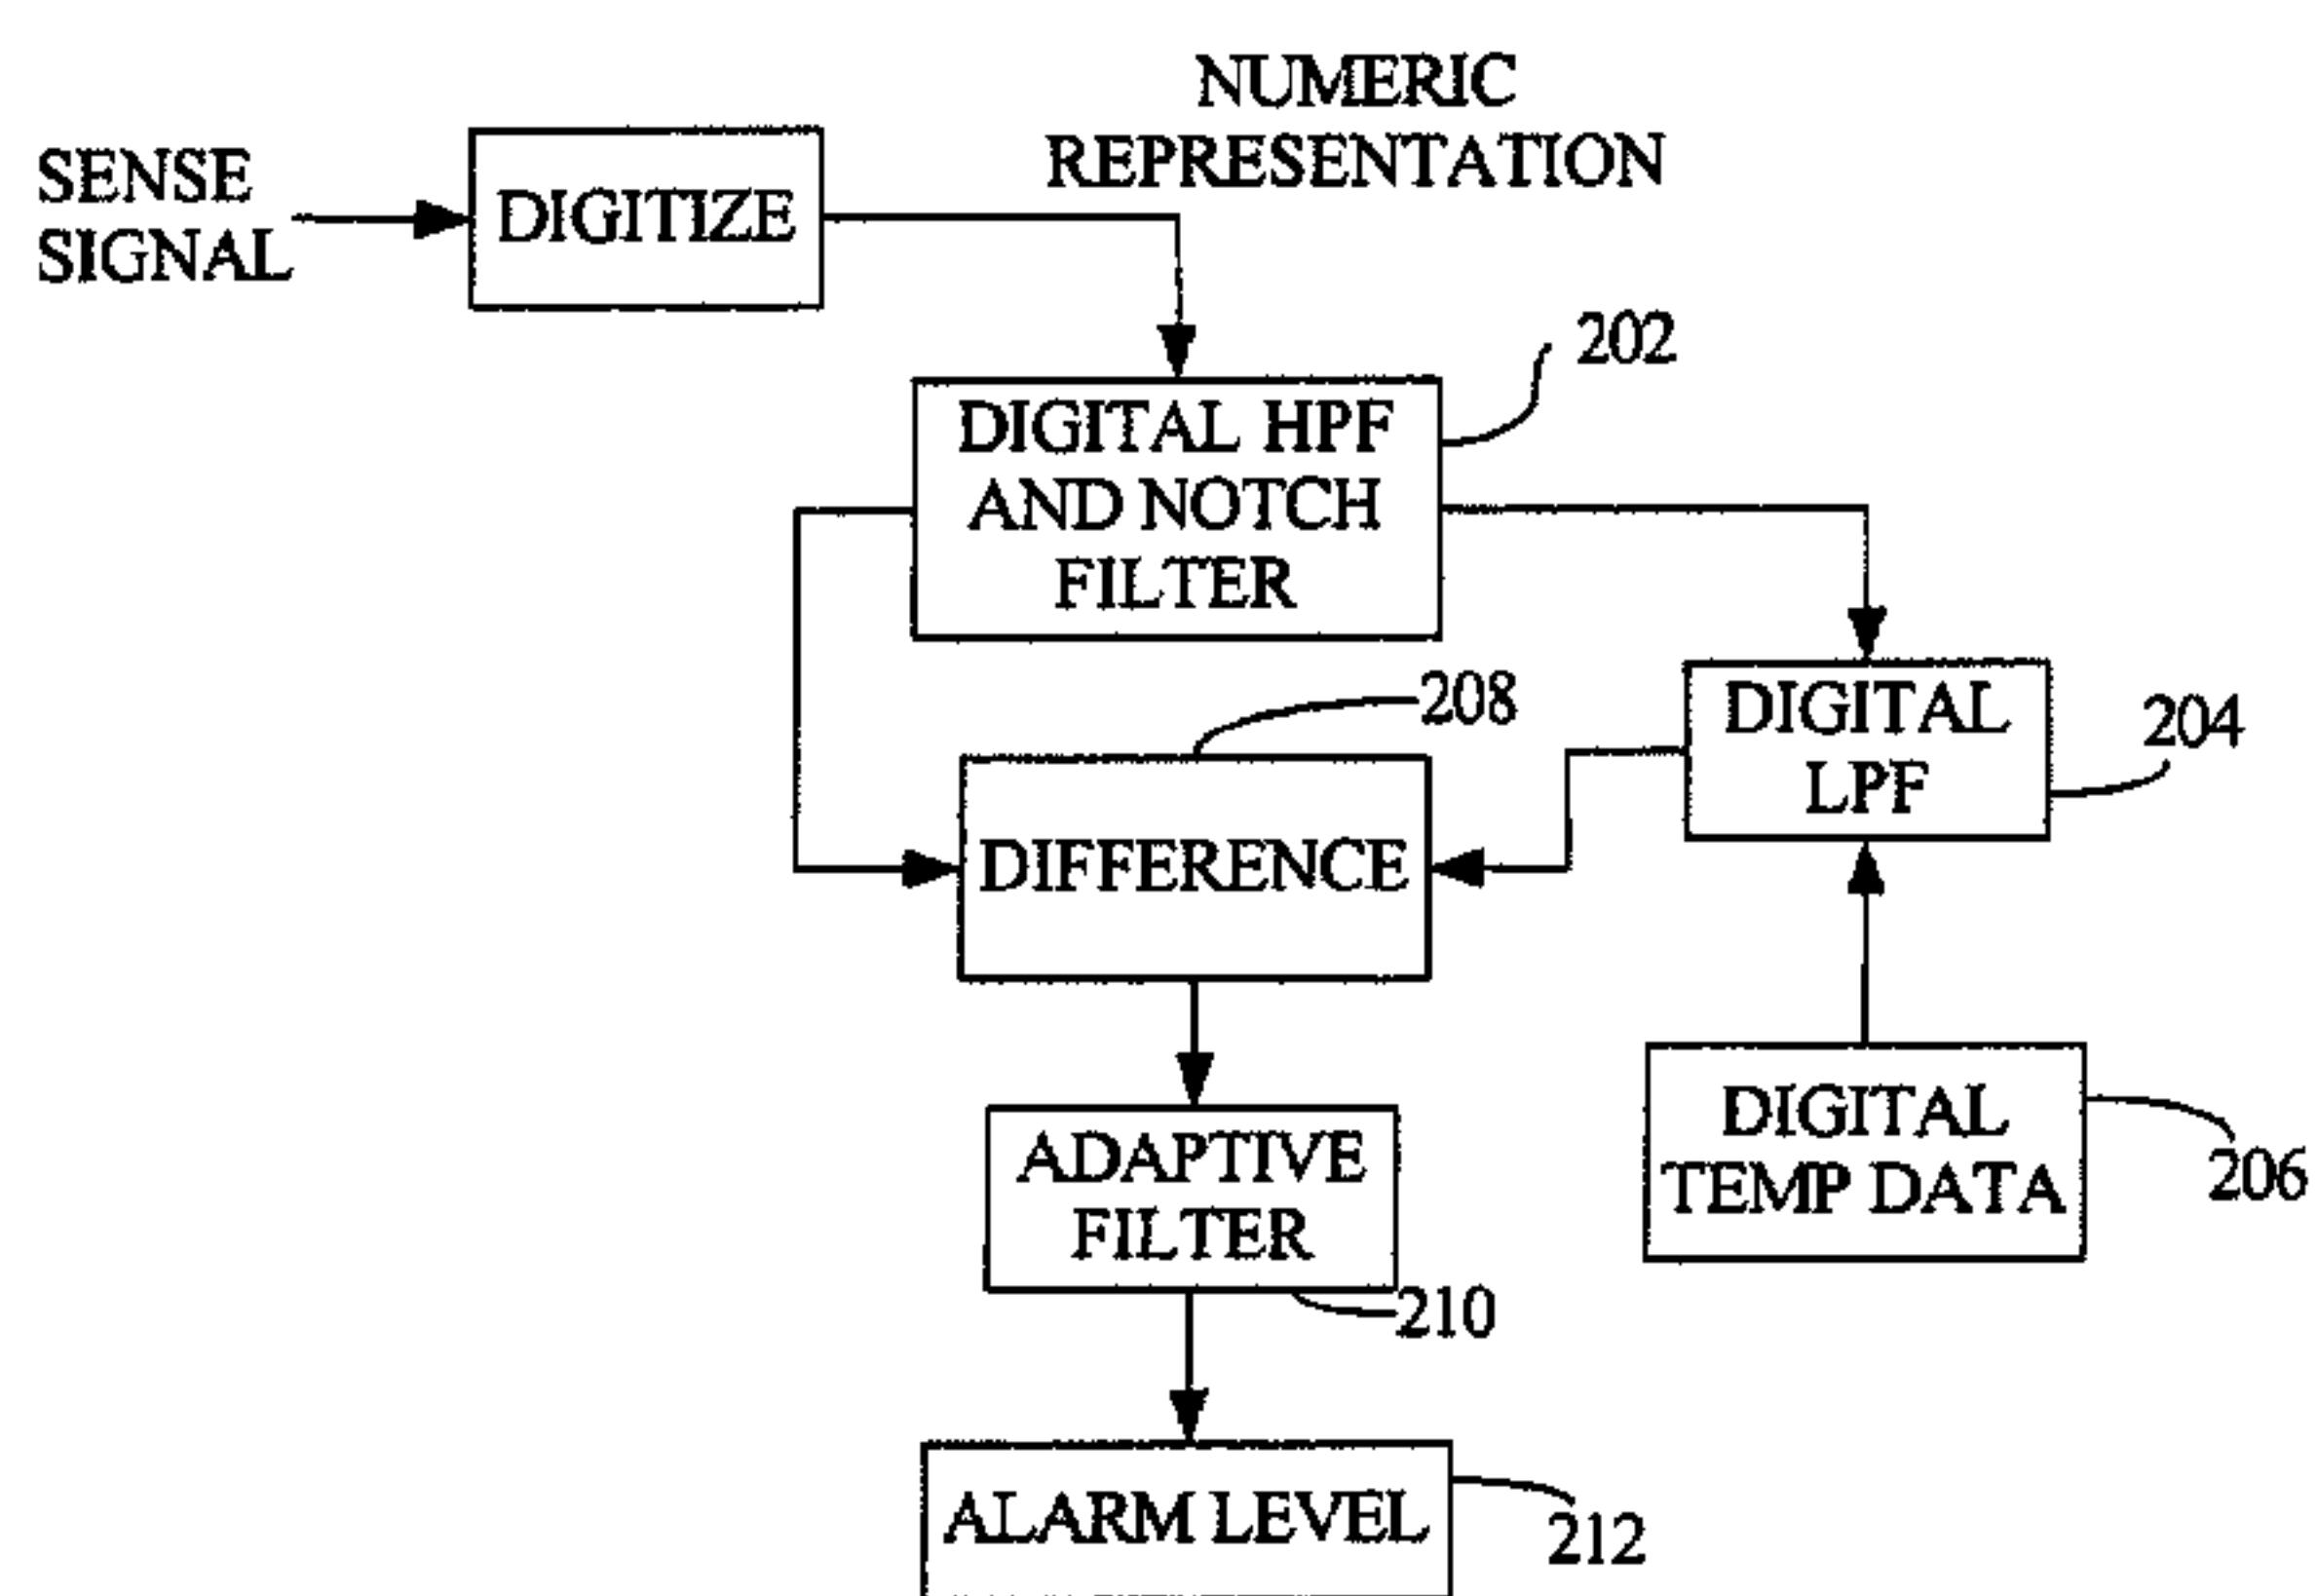 NUMERIC
REPRESENTATION
SENSE
SIGNAL
DIGITIZE
202
DIGITAL HPF
AND NOTCH
FILTER
208
DIGITAL
LPF
204
DIFFERENCE
DIGITAL
TEMP DATA
206
ADAPTIVE
FILTER
210
ALARM LEVEL
212